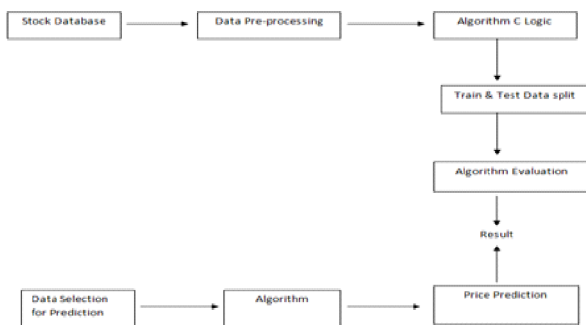 Stock Database
Data Pre-processing
Algorithm C Logic
Train & Test Data split
Algorithm Evaluation
Result
Data Selection
for Prediction
Algorithm
Price Prediction